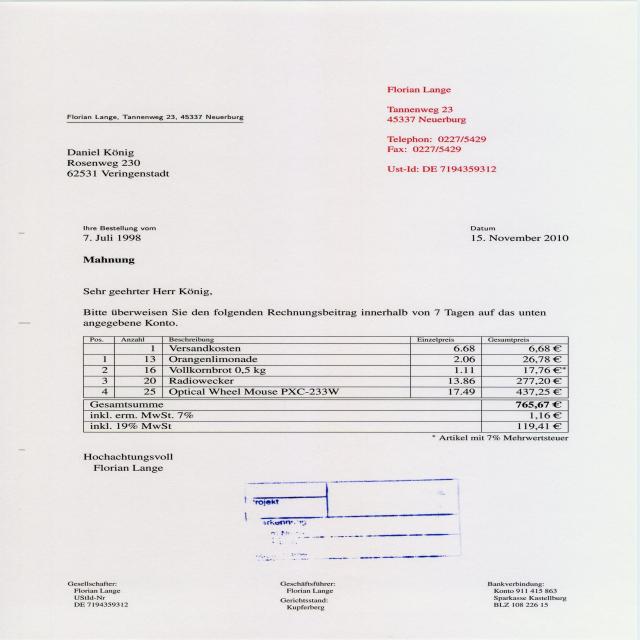 Florian Lange
Tannenweg 23
45337 Neuerburg
Telephon: 0227/5429
Fax: 0227/5429
Ust-Id: DE 7194359312
Florian Lange, Tannenweg 23, 45337 Neuerburg
Daniel König
Rosenweg 230
62531 Veringenstadt
Ihre Bestellung vom Datum
7. Juli 1998 15. November 2010
Mahnung
Sehr geehrter Herr König,
Bitte überweisen Sie den folgenden Rechnungsbeitrag innerhalb von 7 Tagen auf das unten
angegebene Konto.
Pos. Anzahl Beschreibung Einzelpreis Gesamtpreis
1 Versandkosten 6.68 6,68 €
1 13 Orangenlimonade 2.06 26,78 €
2 16 Vollkornbrot 0,5 kg 1.11 17,76 €*
3 20 Radiowecker 13.86 277,20 €
4 25 Optical Wheel Mouse PXC-233W 17.49 437,25 €
Gesamtsumme 765,67 €
inkl. erm. MwSt. 7% 1,16 €
inkl. 19% MwSt 119,41 €
* Artikel mit 7% Mehrwertsteuer
Hochachtungsvoll
Florian Lange
rojekt
Gesellschafter:
Florian Lange
UStId-Nr
DE 7194359312
Geschäftsführer:
Florian Lange
Gerichtsstand:
Kupferberg
Bankverbindung:
Konto 911 415 863
Sparkasse Kastellburg
BLZ 108 226 15